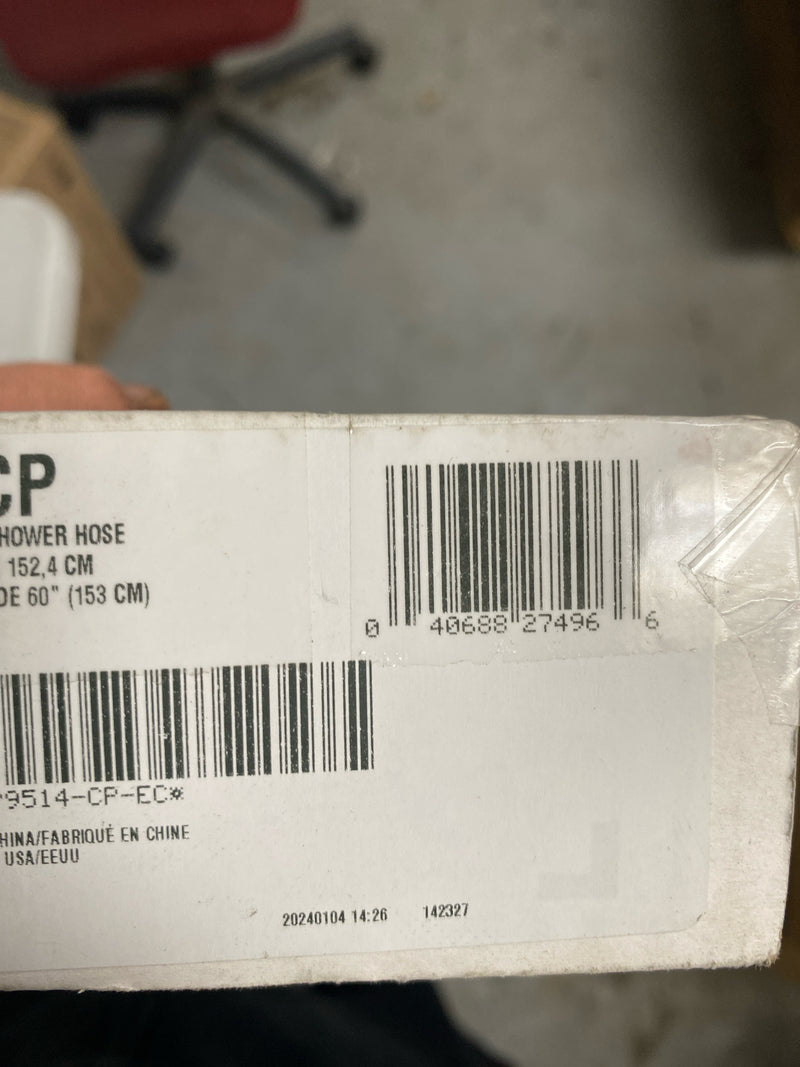 CP
HOWER HOSE
152,4 CM
DE 60" (153 CM)
0 40688 27496 6
9514-CP-EC*
HINA/FABRIQUÉ EN CHINE
USA/EEUU
20240104 14:26 142327